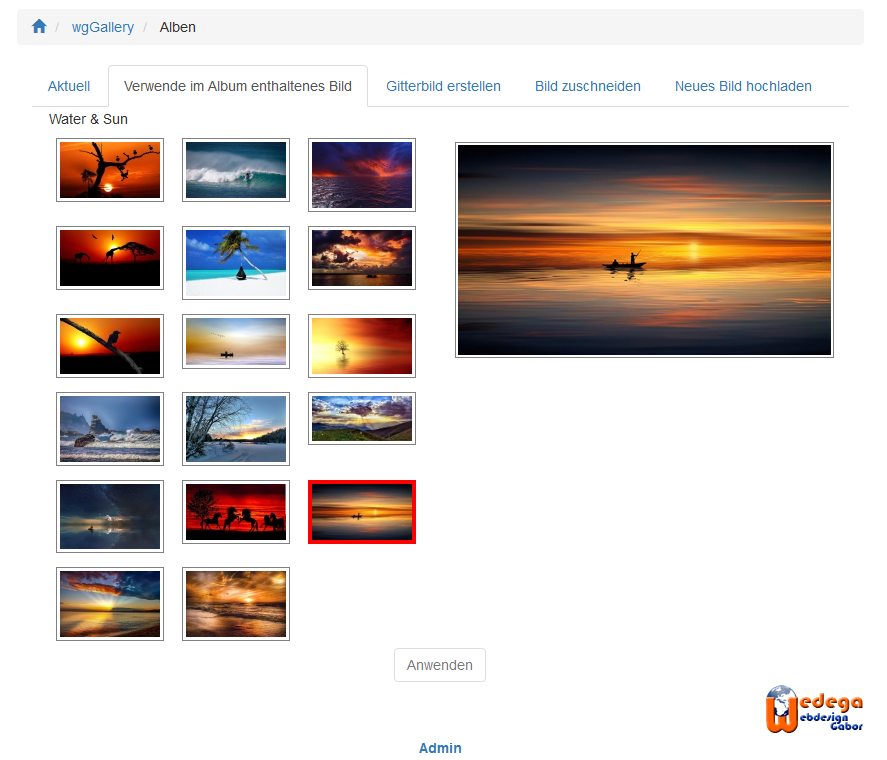 wgGallery / Alben
Aktuell Verwende im Album enthaltenes Bild Gitterbild erstellen Bild zuschneiden Neues Bild hochladen
Water & Sun
Anwenden
Wedega
Webdesign
Gabor
Admin